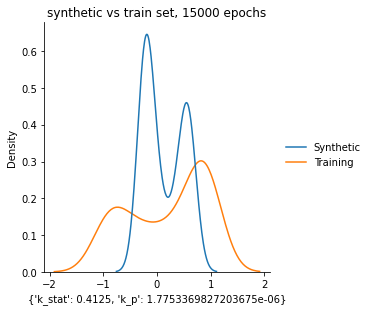 synthetic vs train set, 15000 epochs
0.6
0.5
0.4
0.3
0.2
0.1
0.0
Density
−2
−1
0
1
2
{'k_stat': 0.4125, 'k_p': 1.7753369827203675e-06}
Synthetic
Training